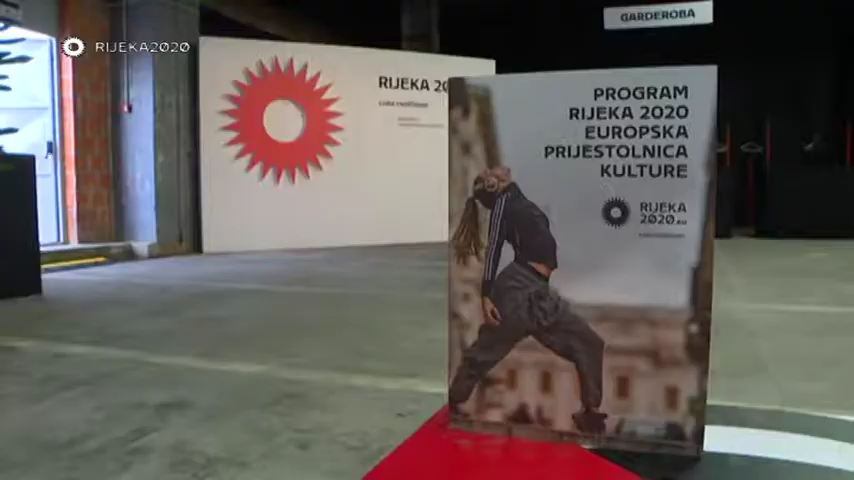 RIJEKA2020
GARDEROBA
RIJEKA 20
PROGRAM
RIJEKA 2020
EUROPSKA
PRIJESTOLNICA
KULTURE
RIJEKA
2020.EU